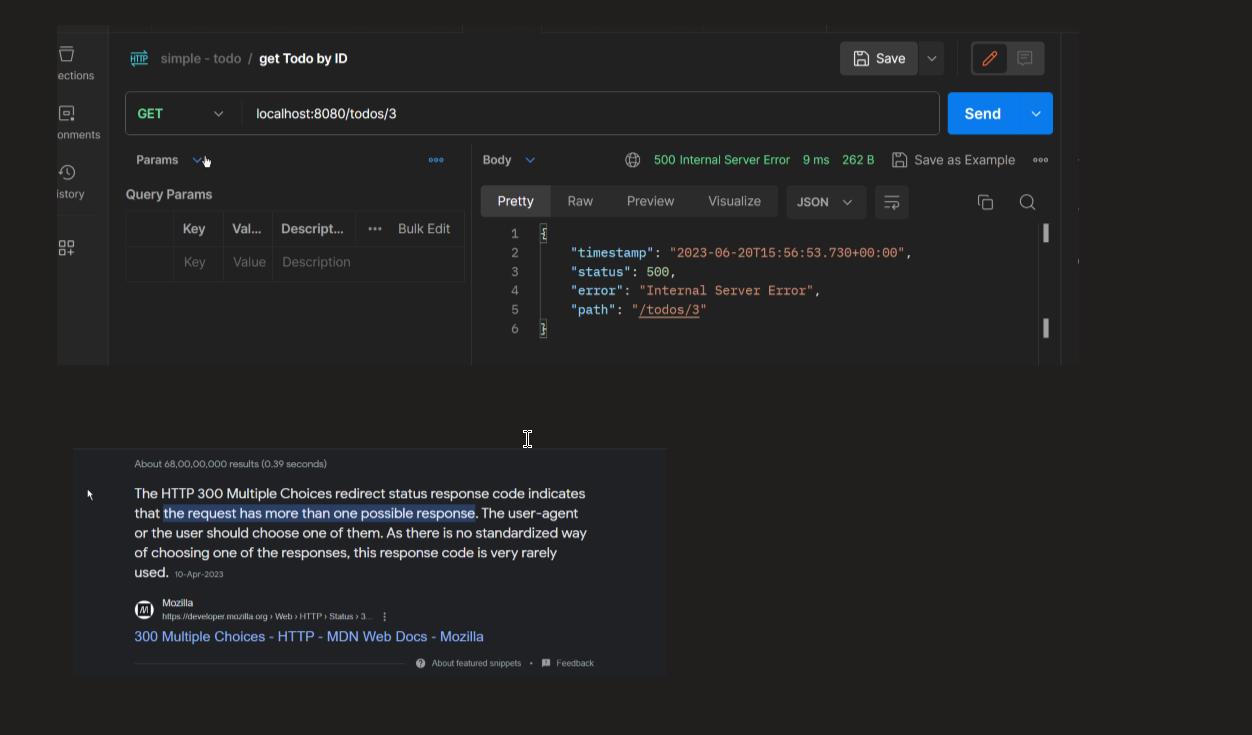 HTTP simple - todo / get Todo by ID Save
ections
GET localhost:8080/todos/3 Send
onments
Params
Body 500 Internal Server Error 9 ms 262 B Save as Example
istory
Query Params
Pretty Raw Preview Visualize JSON
Key Val... Descript... Bulk Edit
Key Value Description
1 {
2 "timestamp": "2023-06-20T15:56:53.730+00:00",
3 "status": 500,
4 "error": "Internal Server Error",
5 "path": "/todos/3"
6 }
About 68,00,00,000 results (0.39 seconds)
The HTTP 300 Multiple Choices redirect status response code indicates
that the request has more than one possible response. The user-agent
or the user should choose one of them. As there is no standardized way
of choosing one of the responses, this response code is very rarely
used. 10-Apr-2023
Mozilla
https://developer.mozilla.org › Web › HTTP › Status › 3...
300 Multiple Choices - HTTP - MDN Web Docs - Mozilla
About featured snippets • Feedback